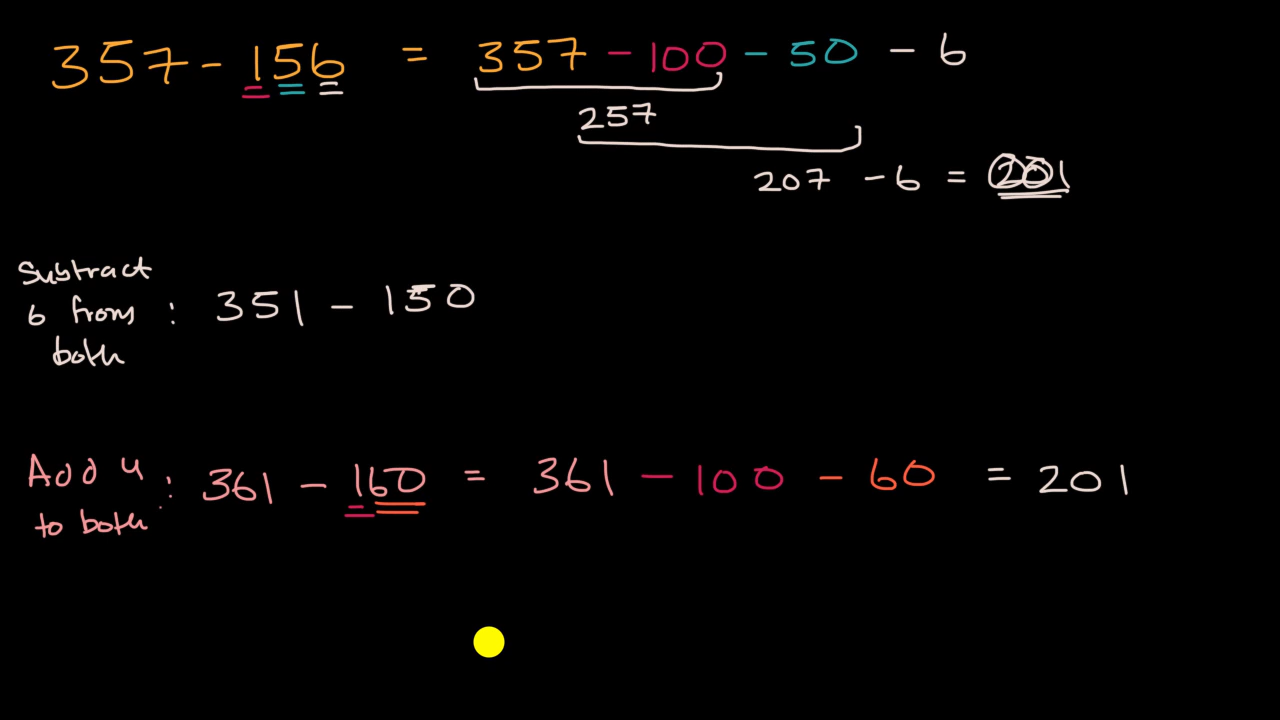 357 - 156 = 357 - 100 - 50 - 6
257
207 - 6 = 201
Subtract
6 from : 351 - 150
both
Add 4 : 361 - 160 = 361 - 100 - 60 = 201
to both